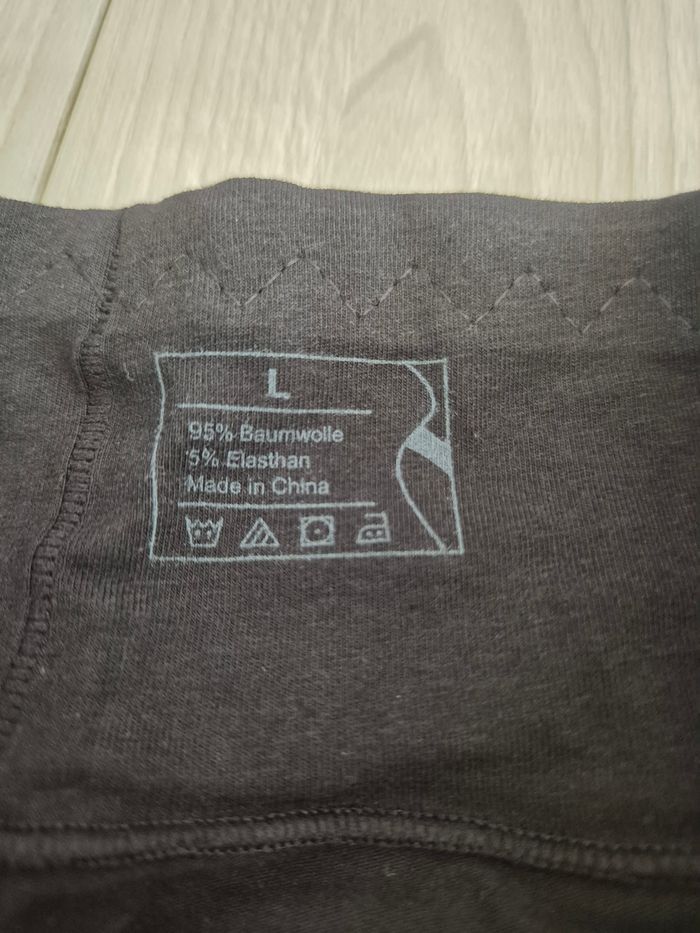 L
95% Baumwolle
5% Elasthan
Made in China